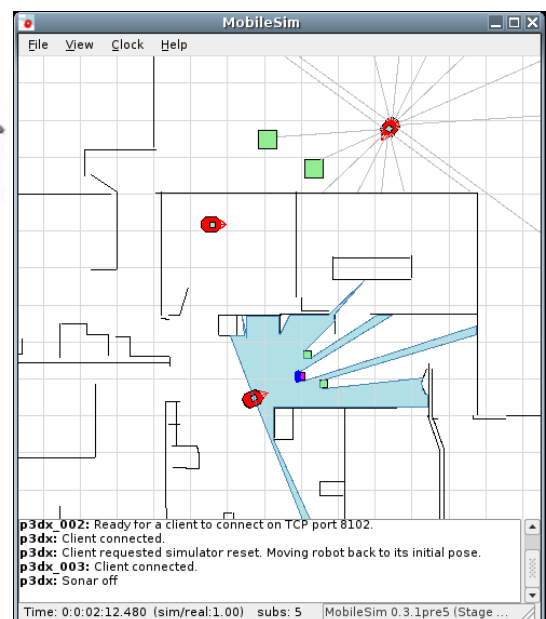 MobileSim
File View Clock Help
p3dx_002: Ready for a client to connect on TCP port 8102.
p3dx: Client connected.
p3dx: Client requested simulator reset. Moving robot back to its initial pose.
p3dx_003: Client connected.
p3dx: Sonar off
Time: 0:0:02:12.480 (sim/real:1.00) subs: 5 MobileSim 0.3.1pre5 (Stage ...